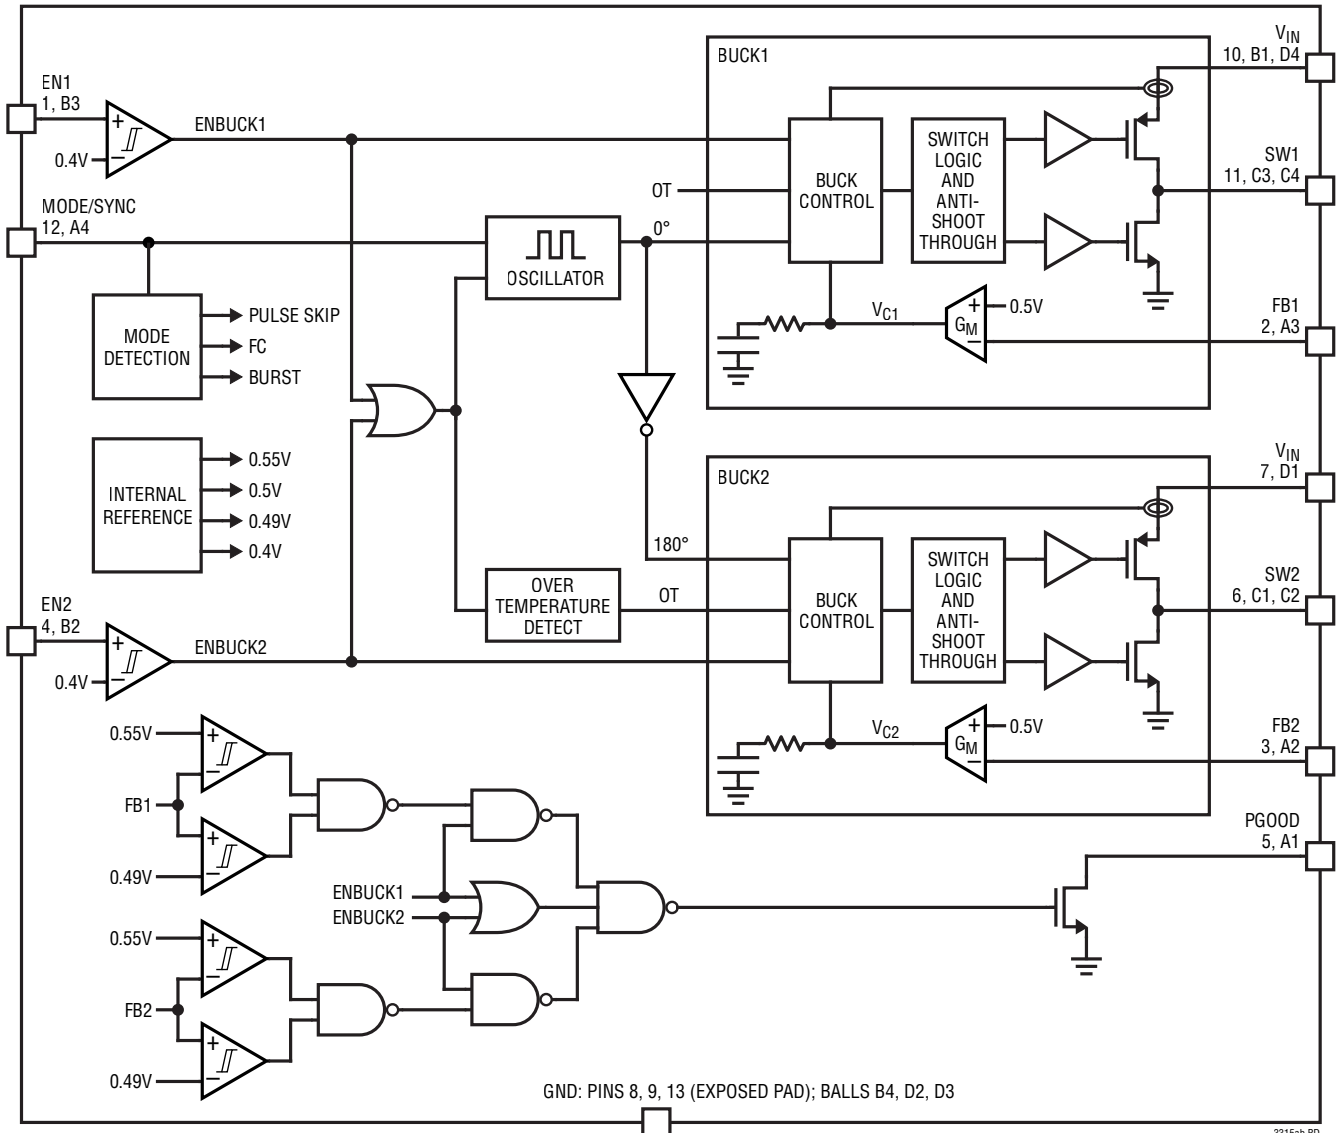 BUCK1
VIN
10, B1, D4
EN1
1, B3
+
–
0.4V
ENBUCK1
SWITCH
LOGIC
AND
ANTI-
SHOOT
THROUGH
BUCK
CONTROL
OT
0°
SW1
11, C3, C4
MODE/SYNC
12, A4
OSCILLATOR
MODE
DETECTION
PULSE SKIP
FC
BURST
VC1
GM
+
–
0.5V
FB1
2, A3
INTERNAL
REFERENCE
0.55V
0.5V
0.49V
0.4V
BUCK2
VIN
7, D1
180°
OT
OVER
TEMPERATURE
DETECT
BUCK
CONTROL
SWITCH
LOGIC
AND
ANTI-
SHOOT
THROUGH
SW2
6, C1, C2
EN2
4, B2
+
–
0.4V
ENBUCK2
VC2
GM
+
–
0.5V
FB2
3, A2
0.55V
+
–
FB1
+
–
0.49V
ENBUCK1
ENBUCK2
0.55V
+
–
FB2
+
–
0.49V
PGOOD
5, A1
GND: PINS 8, 9, 13 (EXPOSED PAD); BALLS B4, D2, D3